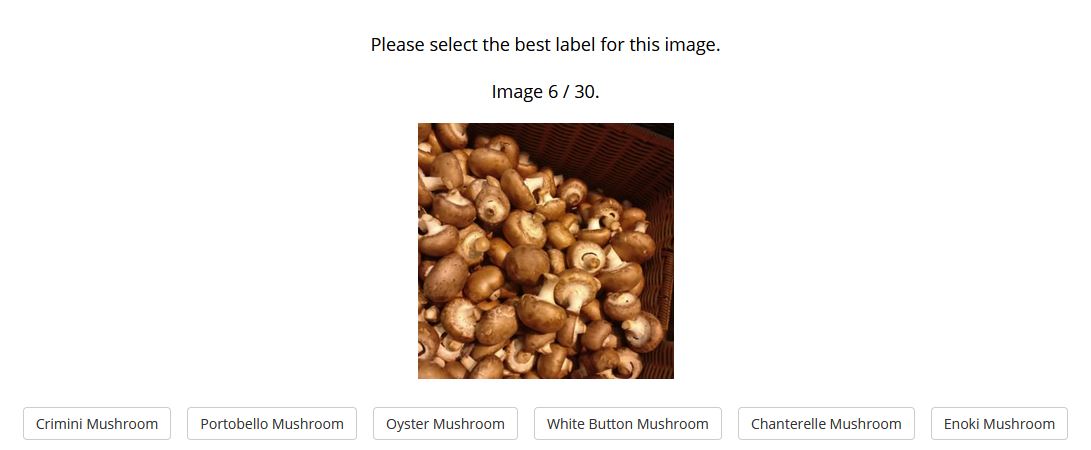 Please select the best label for this image.
Image 6 / 30.
Crimini Mushroom Portobello Mushroom Oyster Mushroom White Button Mushroom Chanterelle Mushroom Enoki Mushroom